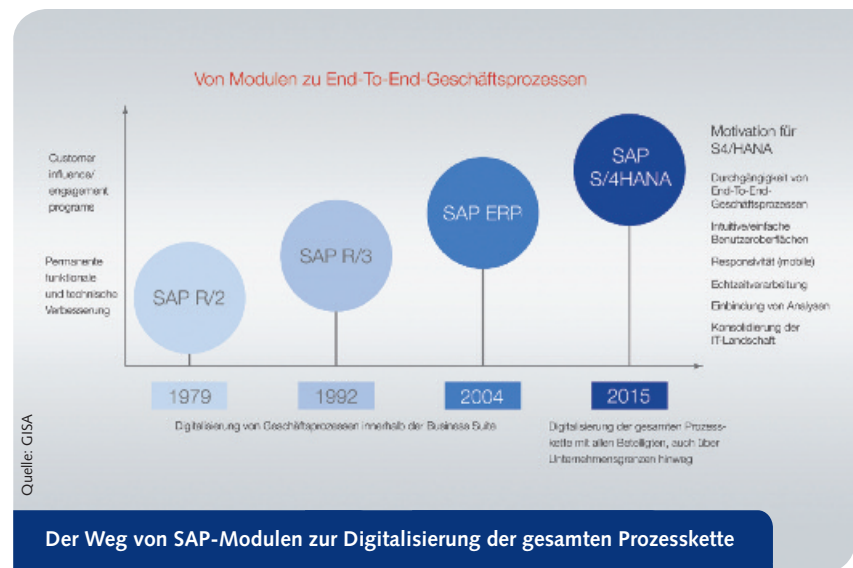 Von Modulen zu End-To-End-Geschäftsprozessen
Customer
influence/
engagement
programs
Permanente
funktionale
und technische
Verbesserung
SAP R/2
SAP R/3
SAP ERP
SAP
S/4HANA
Motivation für
S4/HANA
Durchgängigkeit von
End-To-End-
Geschäftsprozessen
Intuitive/einfache
Benutzeroberflächen
Responsivität (mobile)
Echtzeitverarbeitung
Einbindung von Analysen
Konsolidierung der
IT-Landschaft
1979
1992
2004
2015
Digitalisierung von Geschäftsprozessen innerhalb der Business Suite
Digitalisierung der gesamten Prozess-
kette mit allen Beteiligten, auch über
Unternehmensgrenzen hinweg
Quelle: GISA
Der Weg von SAP-Modulen zur Digitalisierung der gesamten Prozesskette